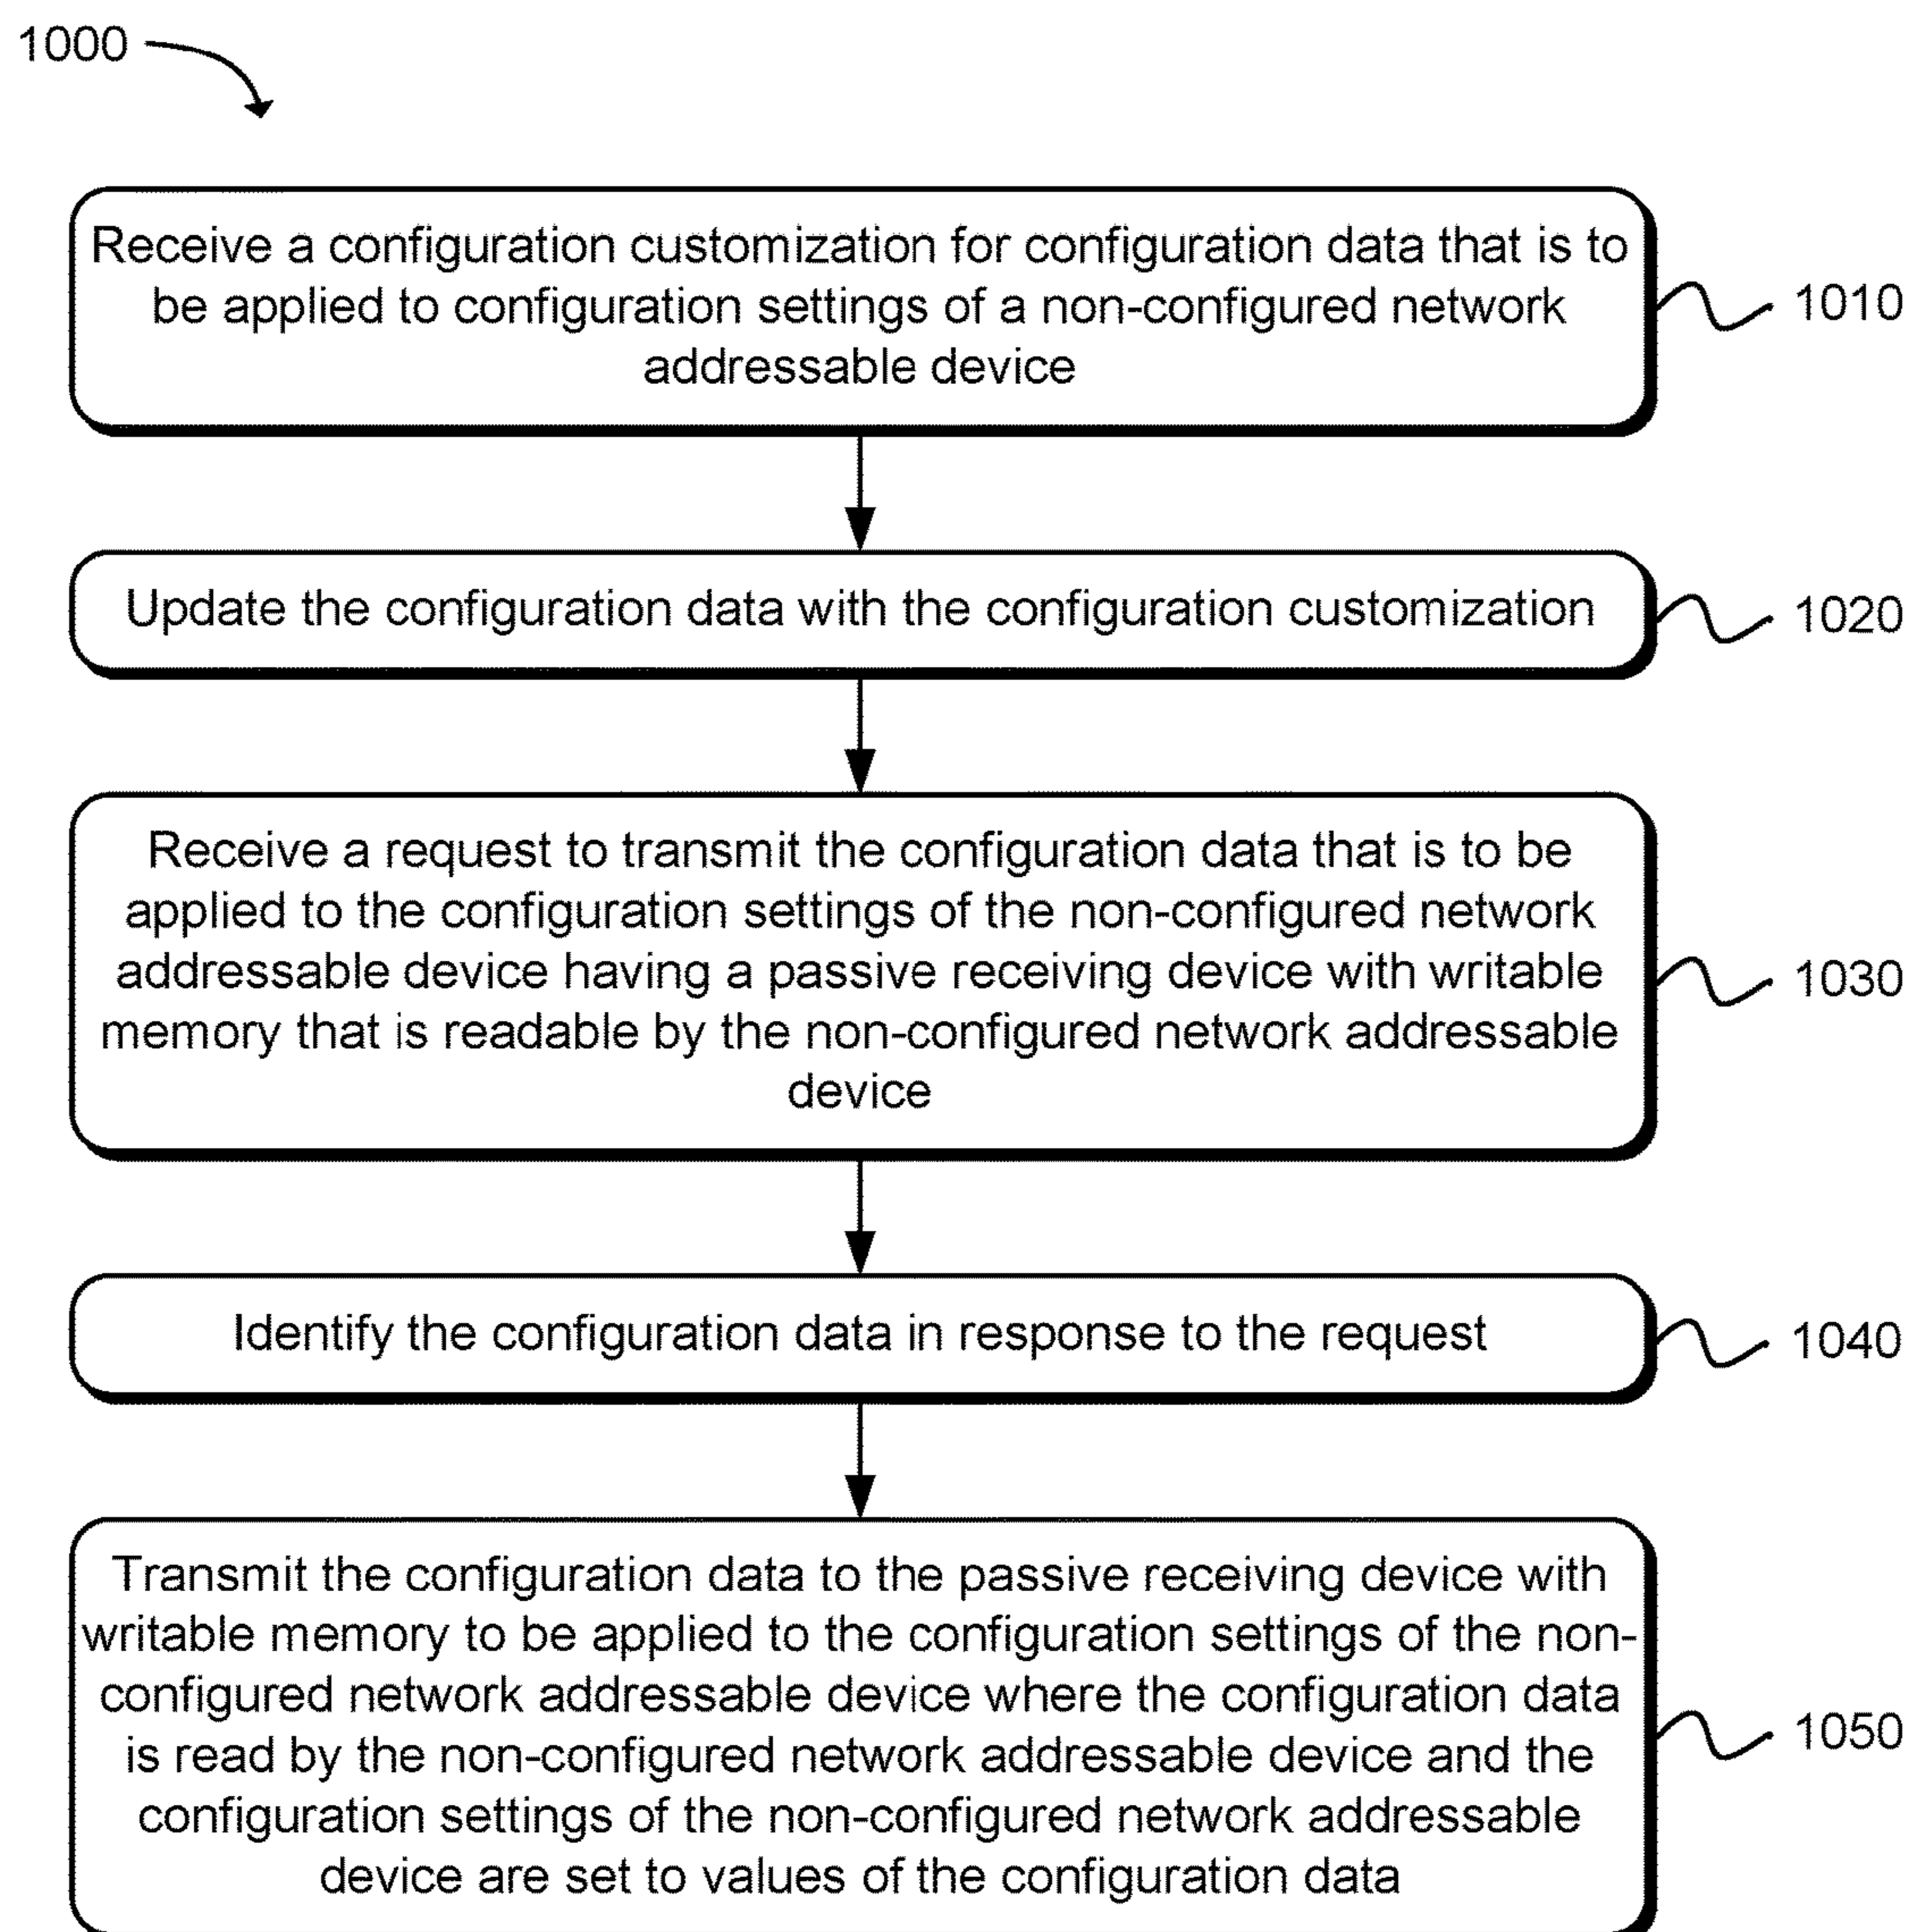 1000
Receive a configuration customization for configuration data that is to
be applied to configuration settings of a non-configured network
addressable device
1010
Update the configuration data with the configuration customization
1020
Receive a request to transmit the configuration data that is to be
applied to the configuration settings of the non-configured network
addressable device having a passive receiving device with writable
memory that is readable by the non-configured network addressable
device
1030
Identify the configuration data in response to the request
1040
Transmit the configuration data to the passive receiving device with
writable memory to be applied to the configuration settings of the non-
configured network addressable device where the configuration data
is read by the non-configured network addressable device and the
configuration settings of the non-configured network addressable
device are set to values of the configuration data
1050